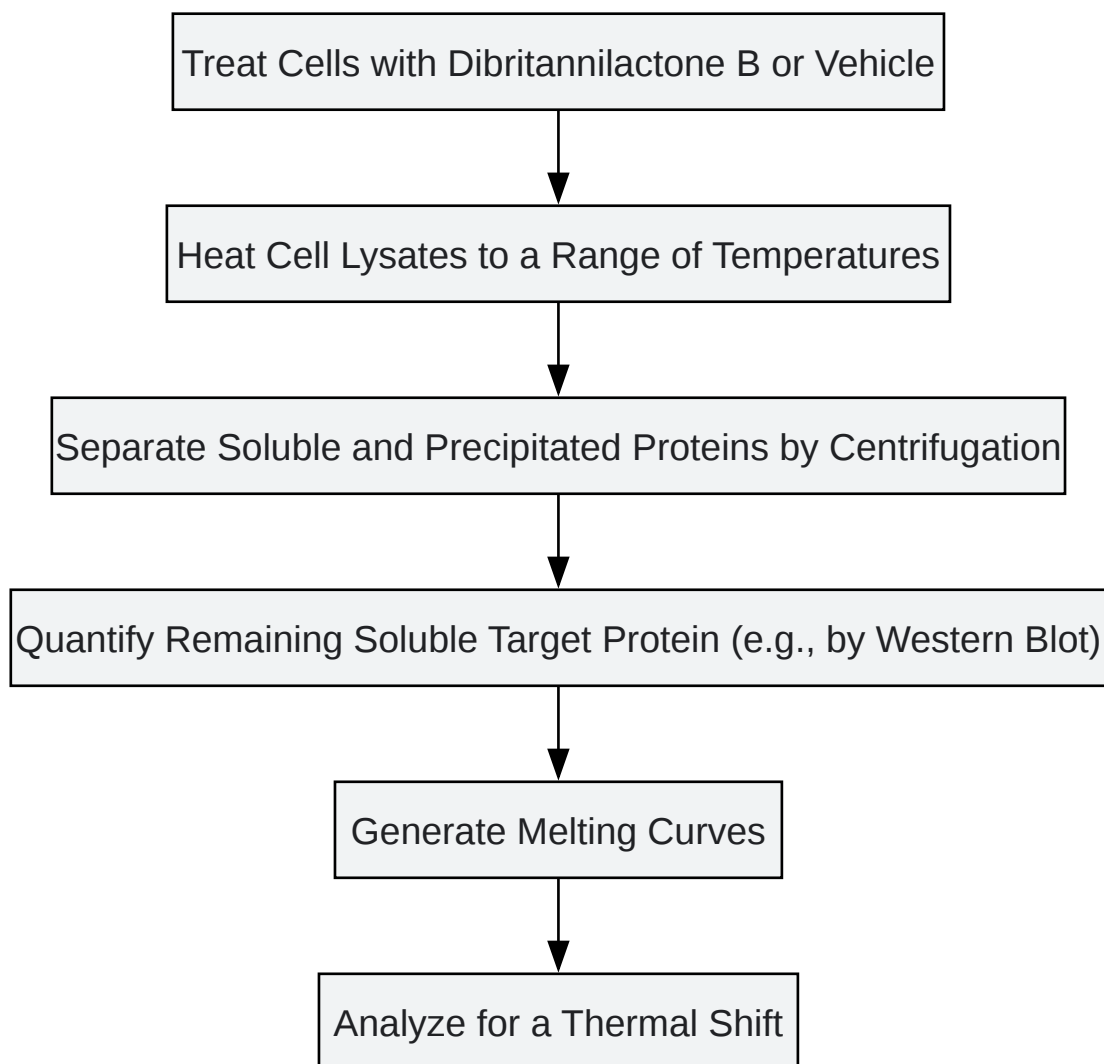 Treat Cells with Dibritannilactone B or Vehicle
Heat Cell Lysates to a Range of Temperatures
Separate Soluble and Precipitated Proteins by Centrifugation
Quantify Remaining Soluble Target Protein (e.g., by Western Blot)
Generate Melting Curves
Analyze for a Thermal Shift